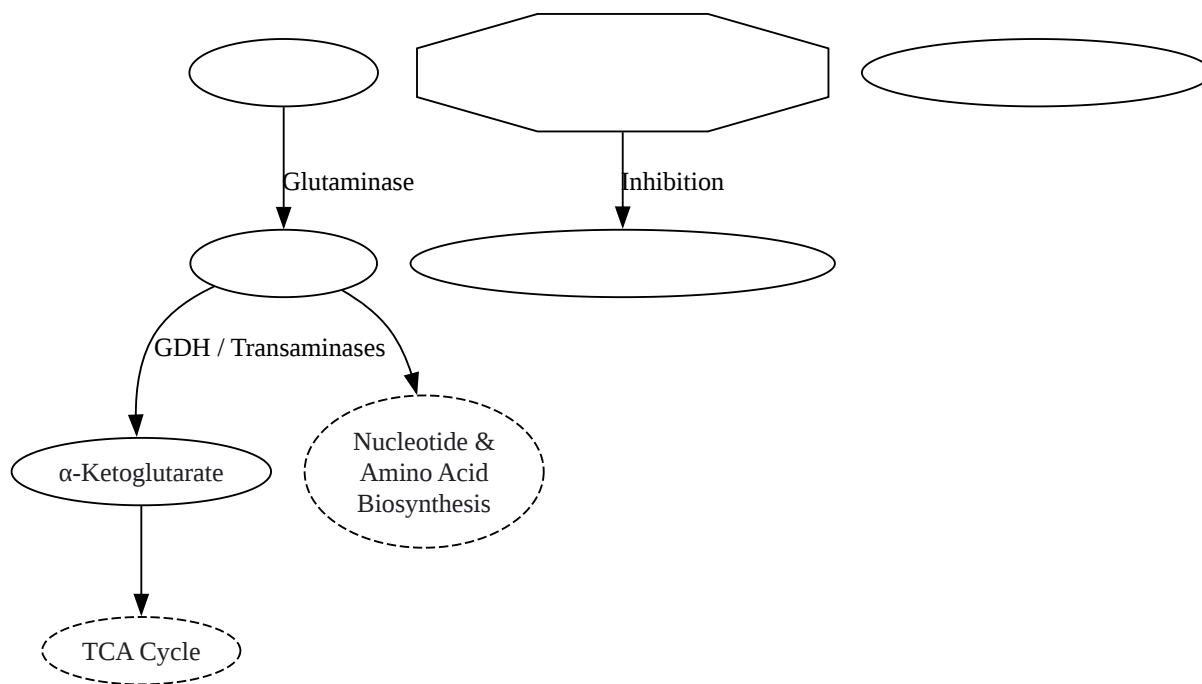 Glutaminase
Inhibition
GDH / Transaminases
Nucleotide &
Amino Acid
Biosynthesis
α-Ketoglutarate
TCA Cycle